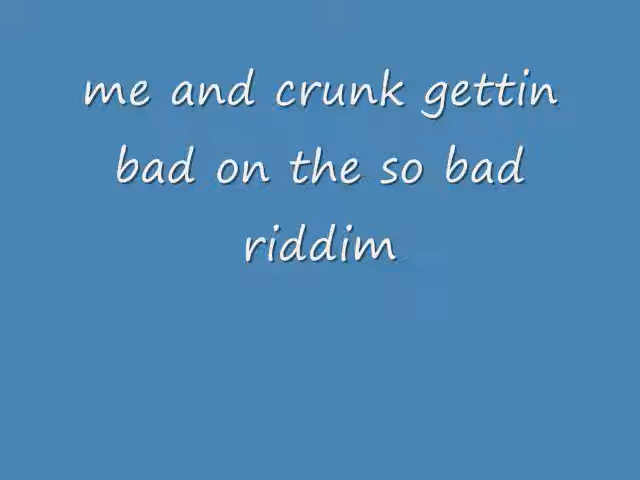 me and crunk gettin
bad on the so bad
riddim